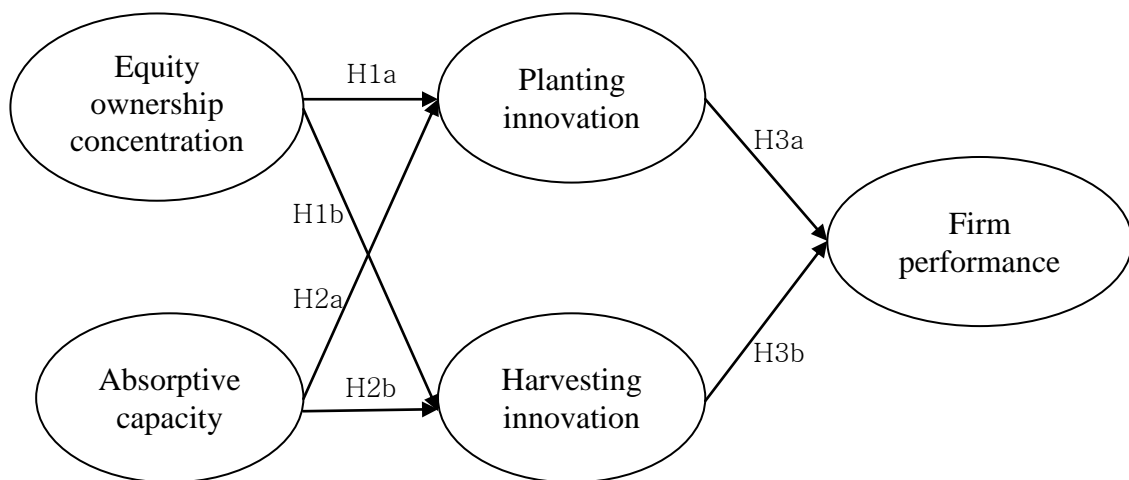 Equity
ownership
concentration
H1a
Planting
innovation
H3a
H1b
Firm
performance
H2a
Absorptive
capacity
H2b
Harvesting
innovation
H3b